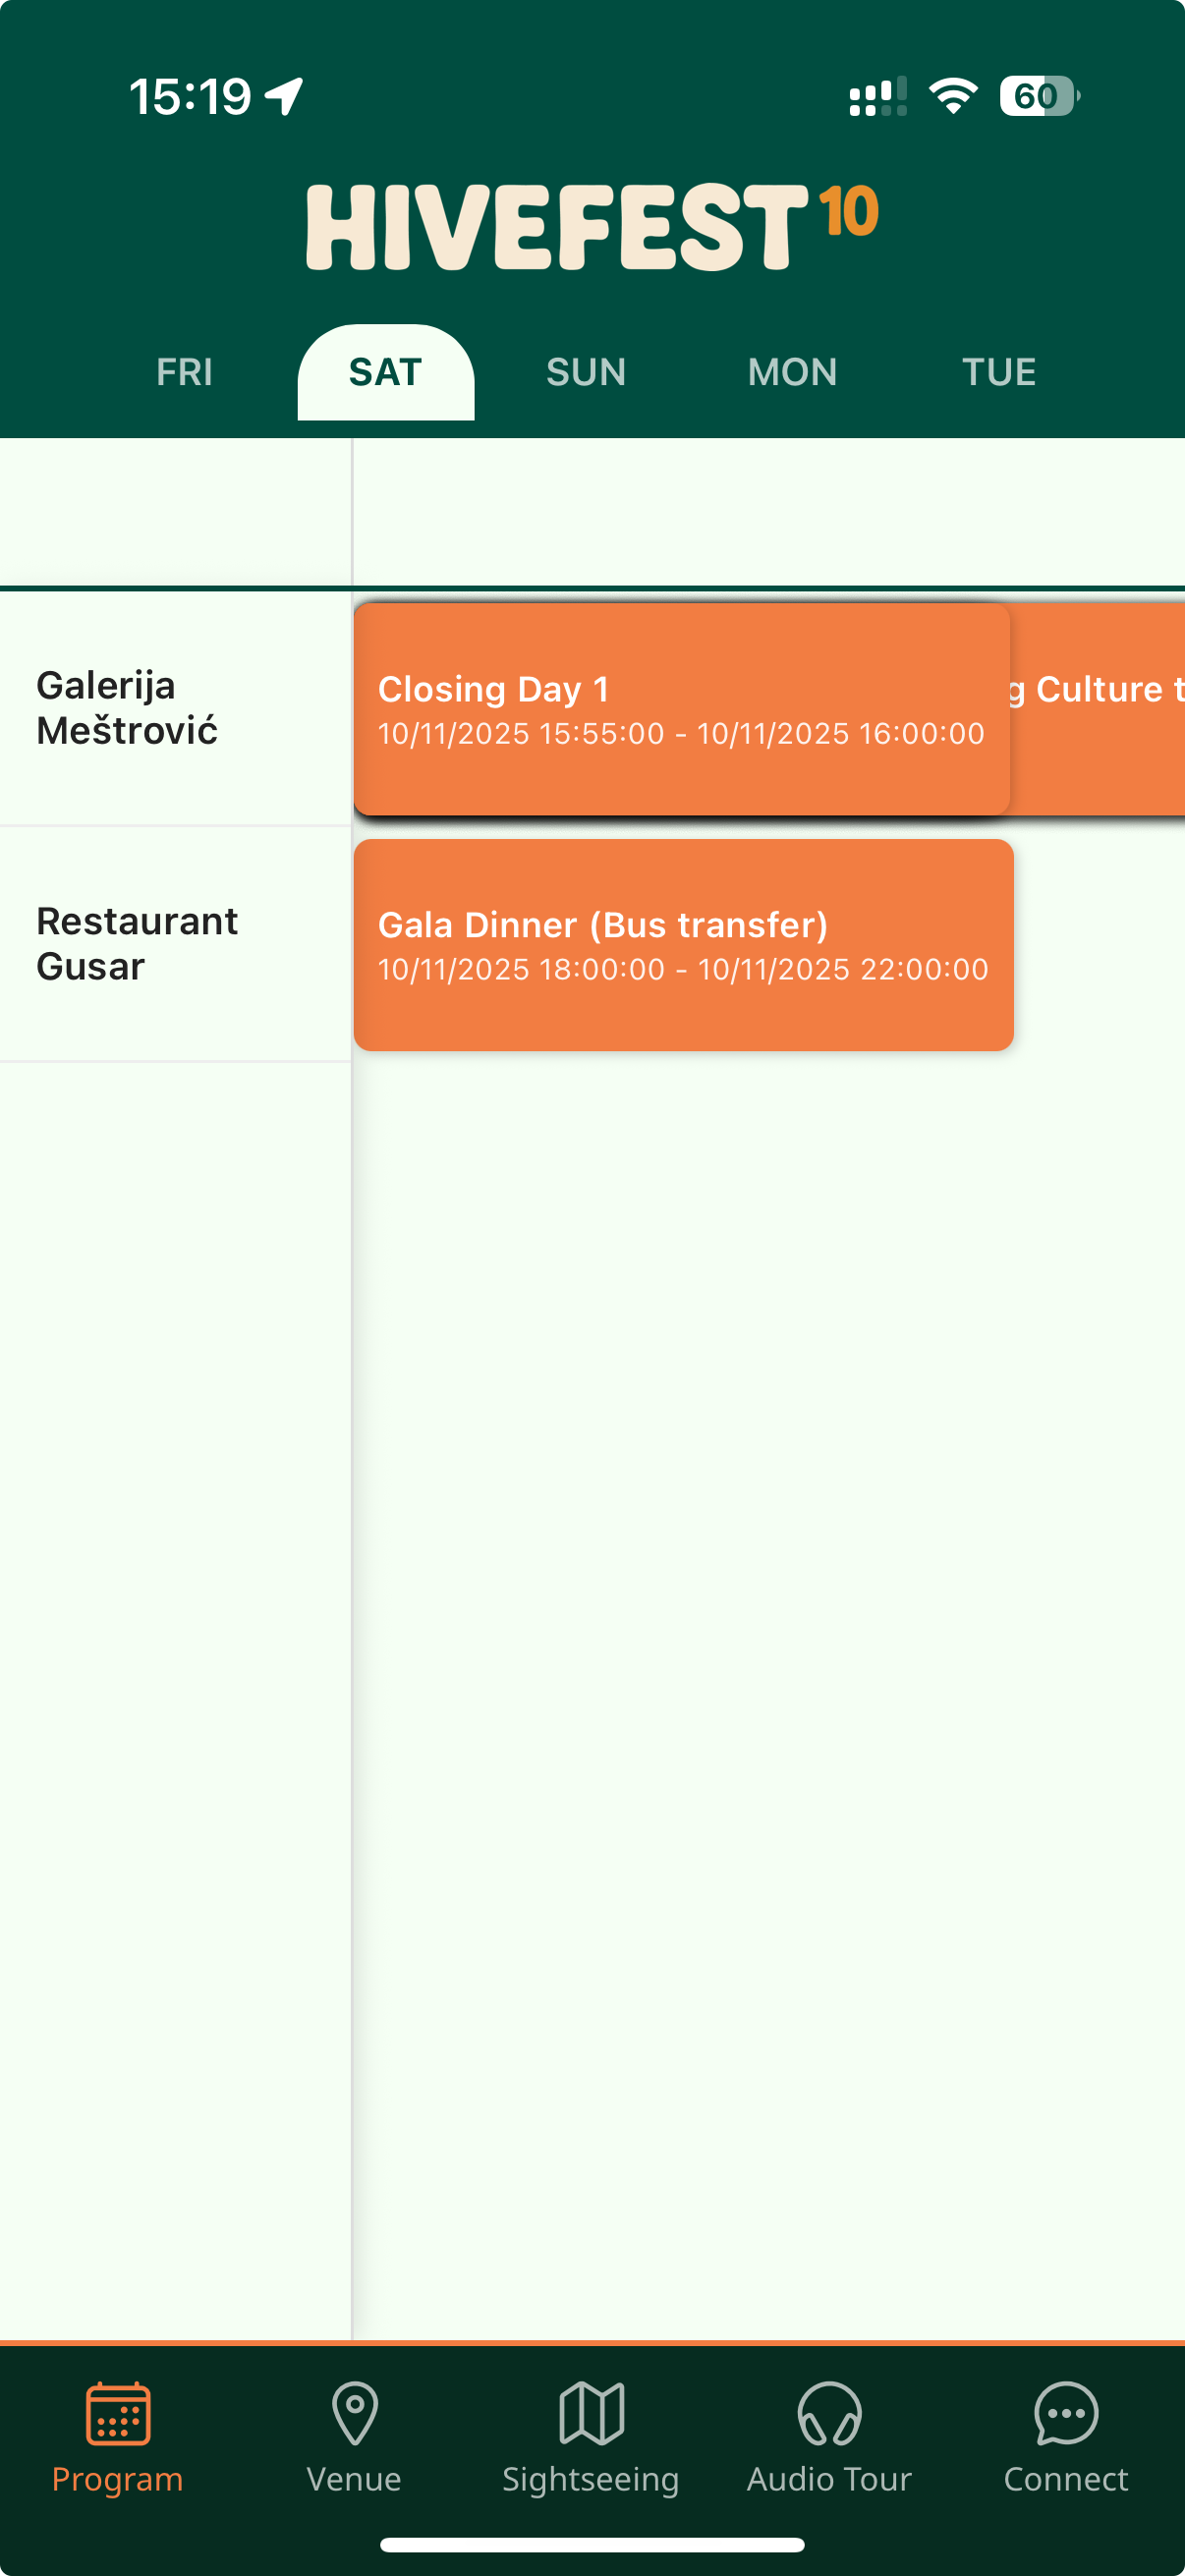 15:19
60
HIVEFEST10
FRI SAT SUN MON TUE
Galerija
Meštrović
Closing Day 1
10/11/2025 15:55:00 - 10/11/2025 16:00:00
g Culture t
Restaurant
Gusar
Gala Dinner (Bus transfer)
10/11/2025 18:00:00 - 10/11/2025 22:00:00
Program Venue Sightseeing Audio Tour Connect